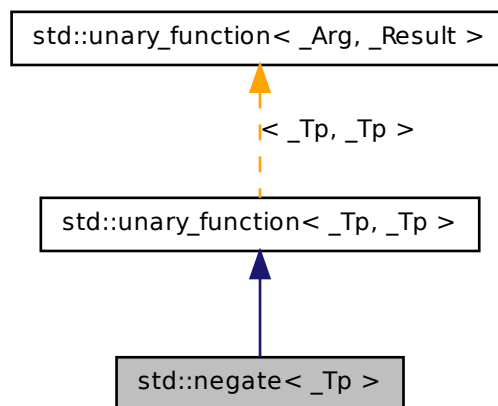 std::unary_function< _Arg, _Result >
< _Tp, _Tp >
std::unary_function< _Tp, _Tp >
std::negate< _Tp >